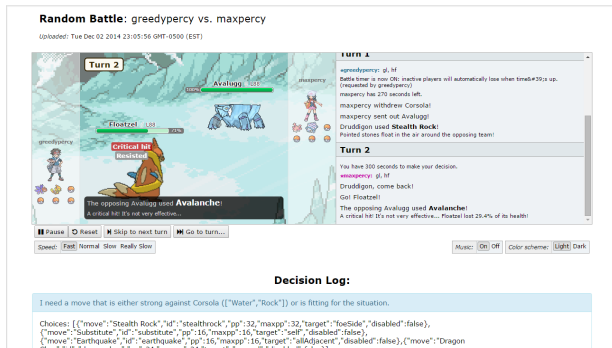 Random Battle: greedypercy vs. maxpercy
Uploaded: Tue Dec 02 2014 23:05:56 GMT-0500 (EST)
Turn 2
Avalugg L88
100%
maxpercy
Floatzel L88
71%
greedypercy
Critical hit
Resisted
The opposing Avalugg used Avalanche!
A critical hit! It's not very effective...
Turn 1
greedypercy: gl, hf
Battle timer is now ON: inactive players will automatically lose when time&#39;s up.
(requested by greedypercy)
maxpercy has 270 seconds left.
maxpercy withdrew Corsola!
maxpercy sent out Avalugg!
Druddigon used Stealth Rock!
Pointed stones float in the air around the opposing team!
Turn 2
You have 300 seconds to make your decision.
maxpercy: gl, hf
Druddigon, come back!
Go! Floatzel!
The opposing Avalugg used Avalanche!
A critical hit! It's not very effective... Floatzel lost 29.4% of its health!
Pause Reset Skip to next turn Go to turn...
Speed: Fast Normal Slow Really Slow
Music: On Off Color scheme: Light Dark
Decision Log:
I need a move that is either strong against Corsola (["Water","Rock"]) or is fitting for the situation.
Choices: [{"move":"Stealth Rock","id":"stealthrock","pp":32,"maxpp":32,"target":"foeSide","disabled":false},
{"move":"Substitute","id":"substitute","pp":16,"maxpp":16,"target":"self","disabled":false},
{"move":"Earthquake","id":"earthquake","pp":16,"maxpp":16,"target":"allAdjacent","disabled":false},{"move":"Dragon